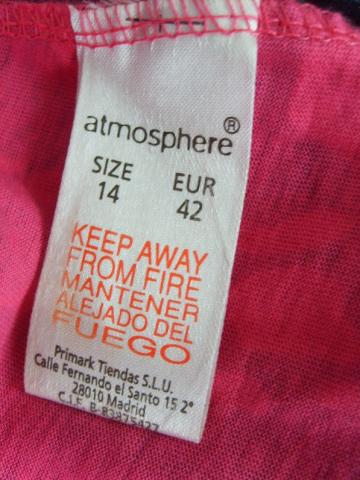 atmosphere®
SIZE EUR
14 42
KEEP AWAY
FROM FIRE
MANTENER
ALEJADO DEL
FUEGO
Primark Tiendas S.L.U.
Calle Fernando el Santo 15 2°
28010 Madrid
C.I.F. B-83875427